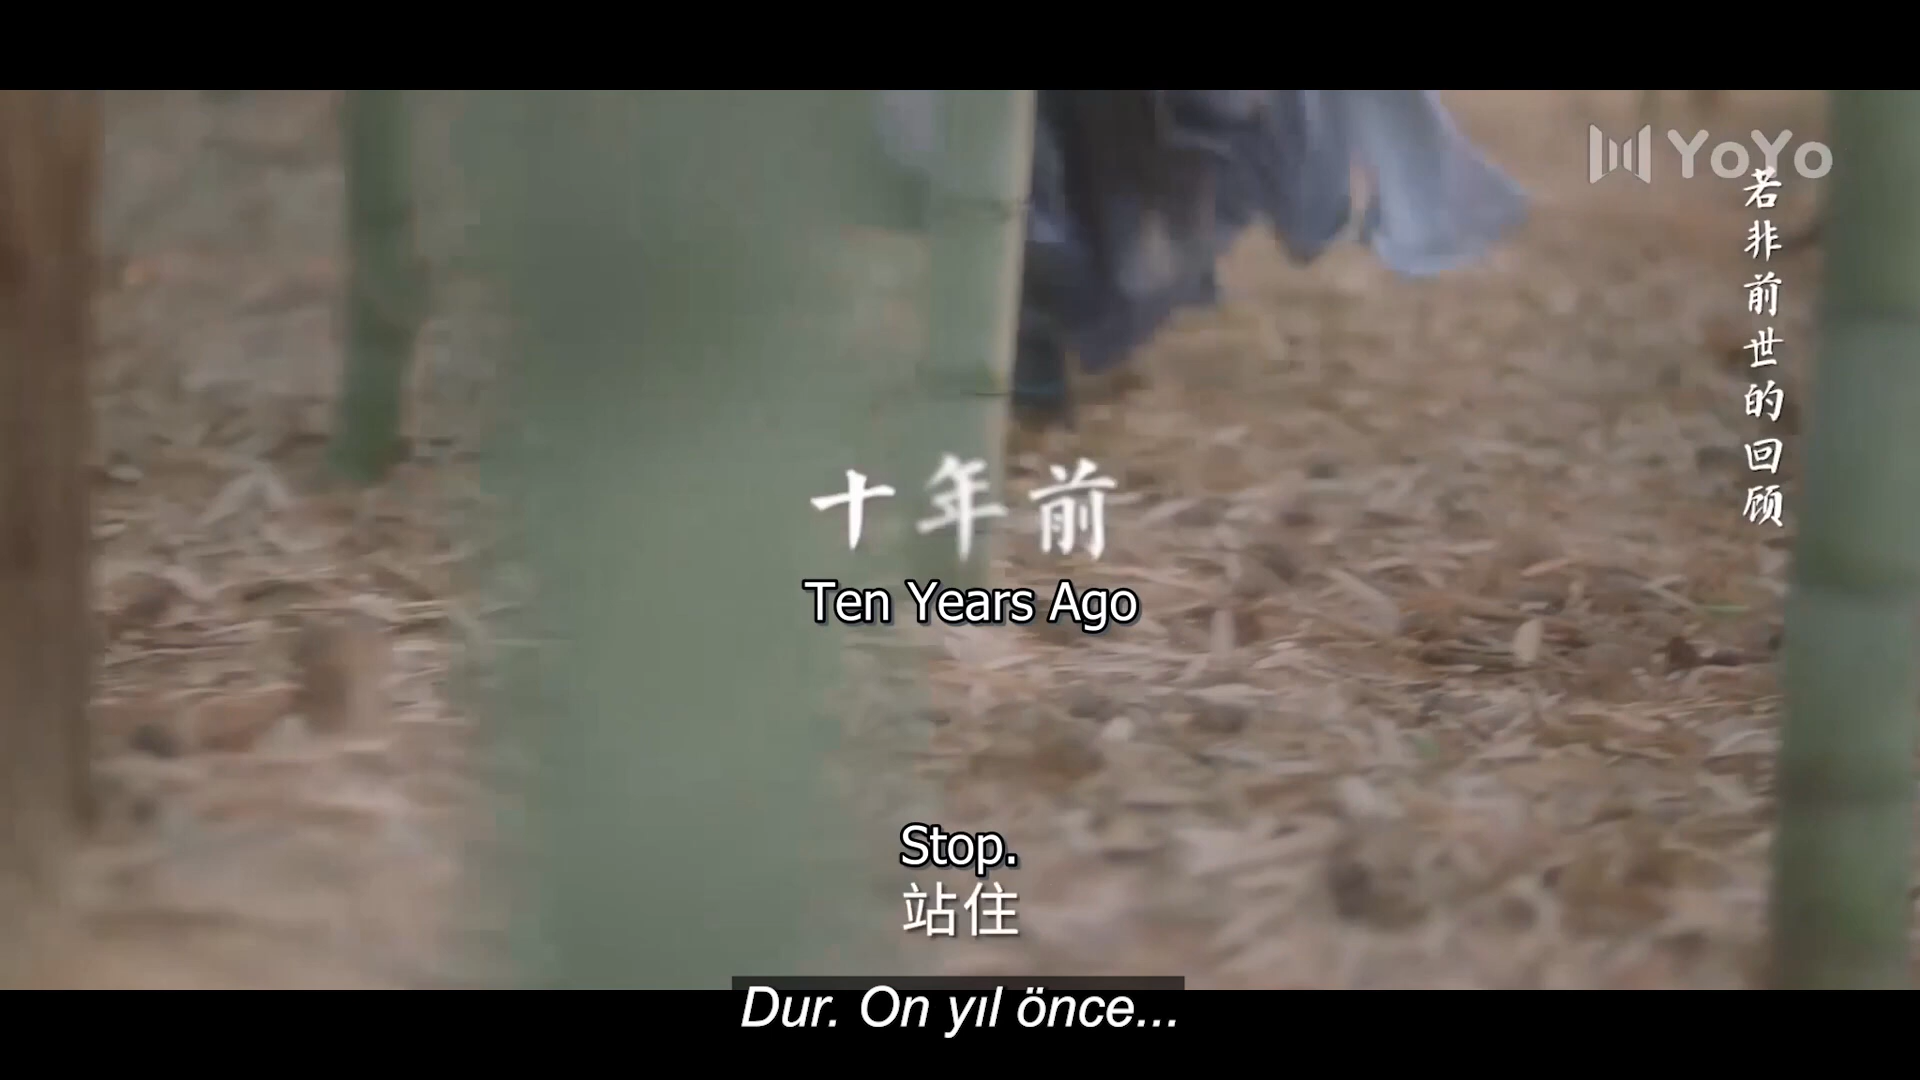 YoYo
若非前世的回顾
十年前
Ten Years Ago
Stop.
站住
Dur. On yıl önce...